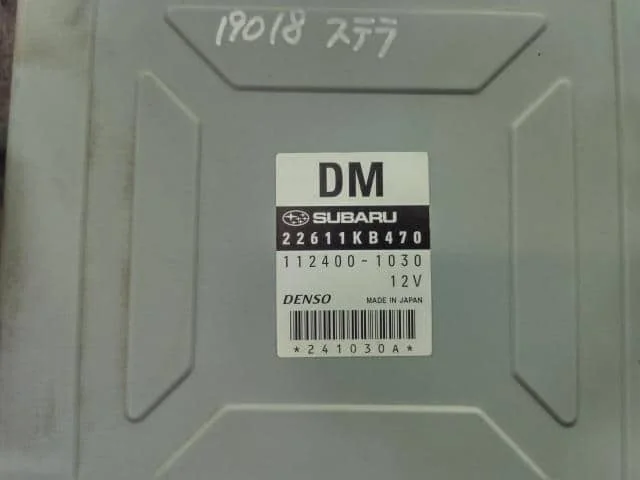 19018 ステラ
DM
SUBARU
22611KB470
112400-1030
12V
DENSO MADE IN JAPAN
*241030A*